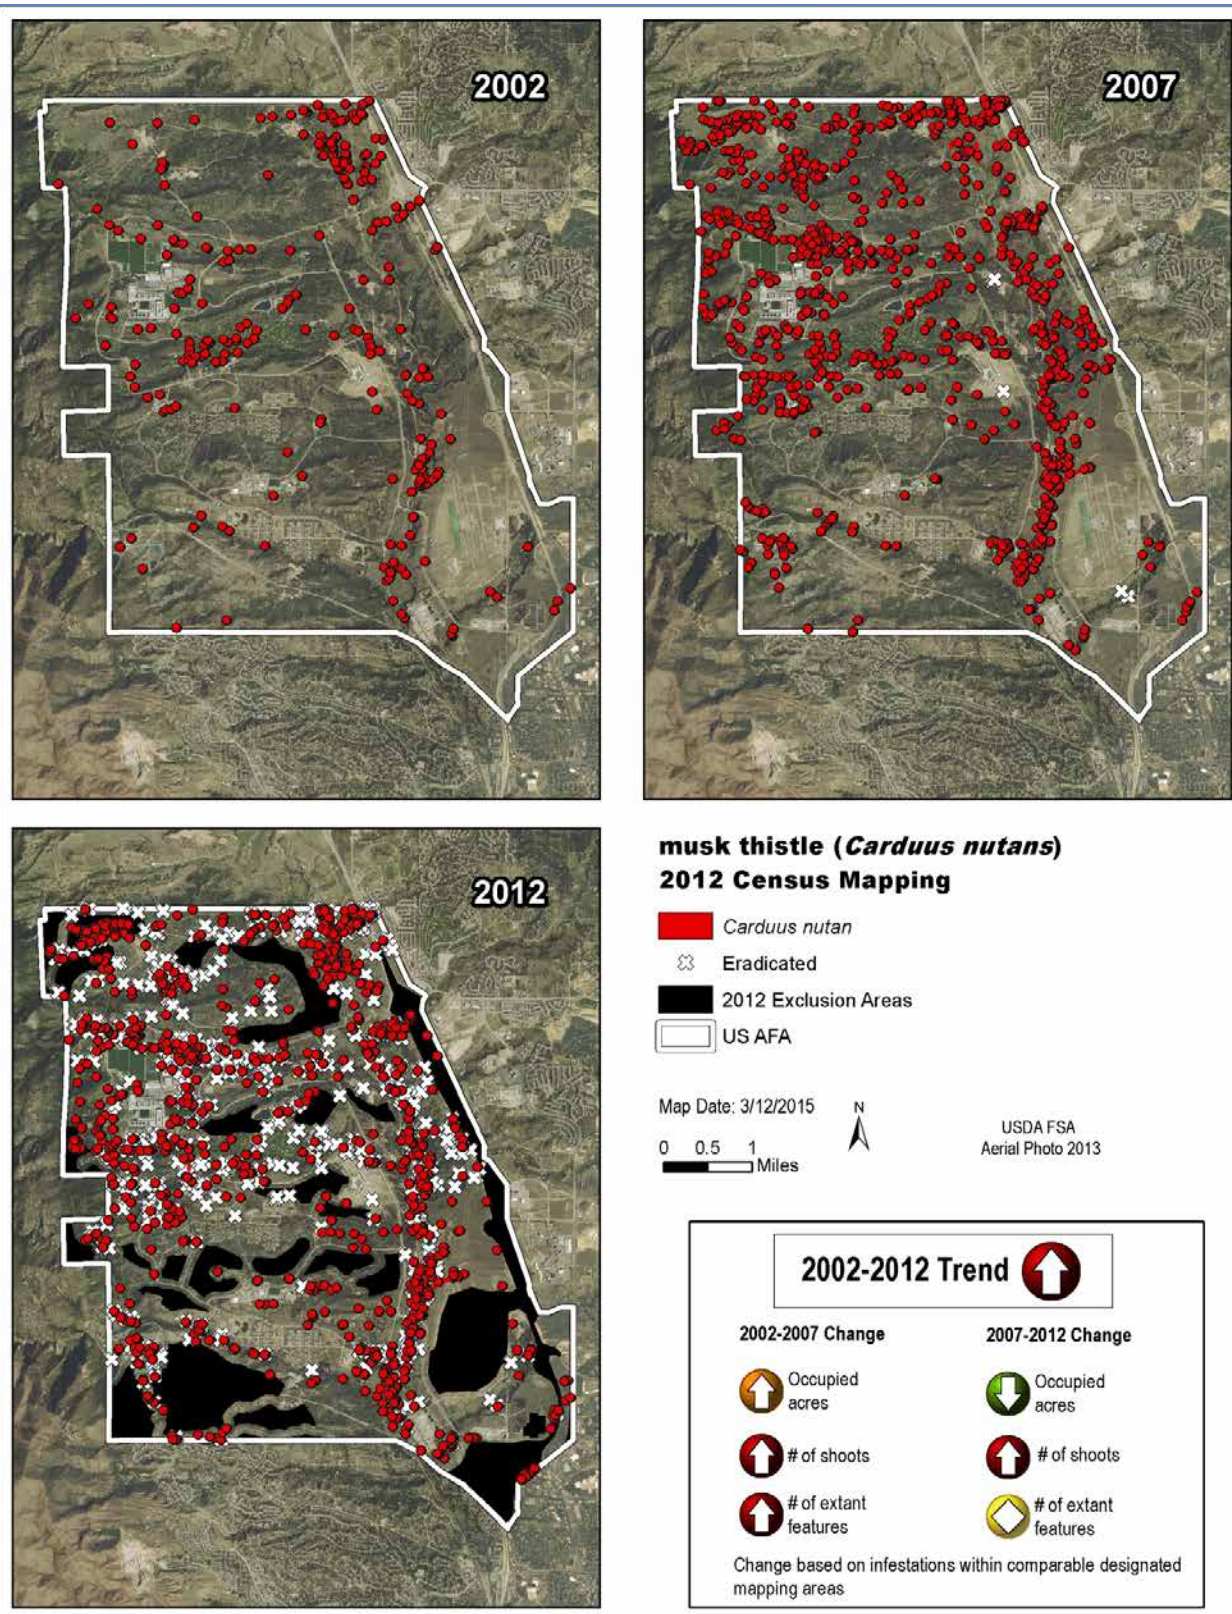 2002
2007
2012
musk thistle (Carduus nutans)
2012 Census Mapping
Carduus nutan
Eradicated
2012 Exclusion Areas
US AFA
Map Date: 3/12/2015
N
0 0.5 1
Miles
USDA FSA
Aerial Photo 2013
2002-2012 Trend
2002-2007 Change
2007-2012 Change
Occupied
acres
Occupied
acres
# of shoots
# of shoots
# of extant
features
# of extant
features
Change based on infestations within comparable designated
mapping areas